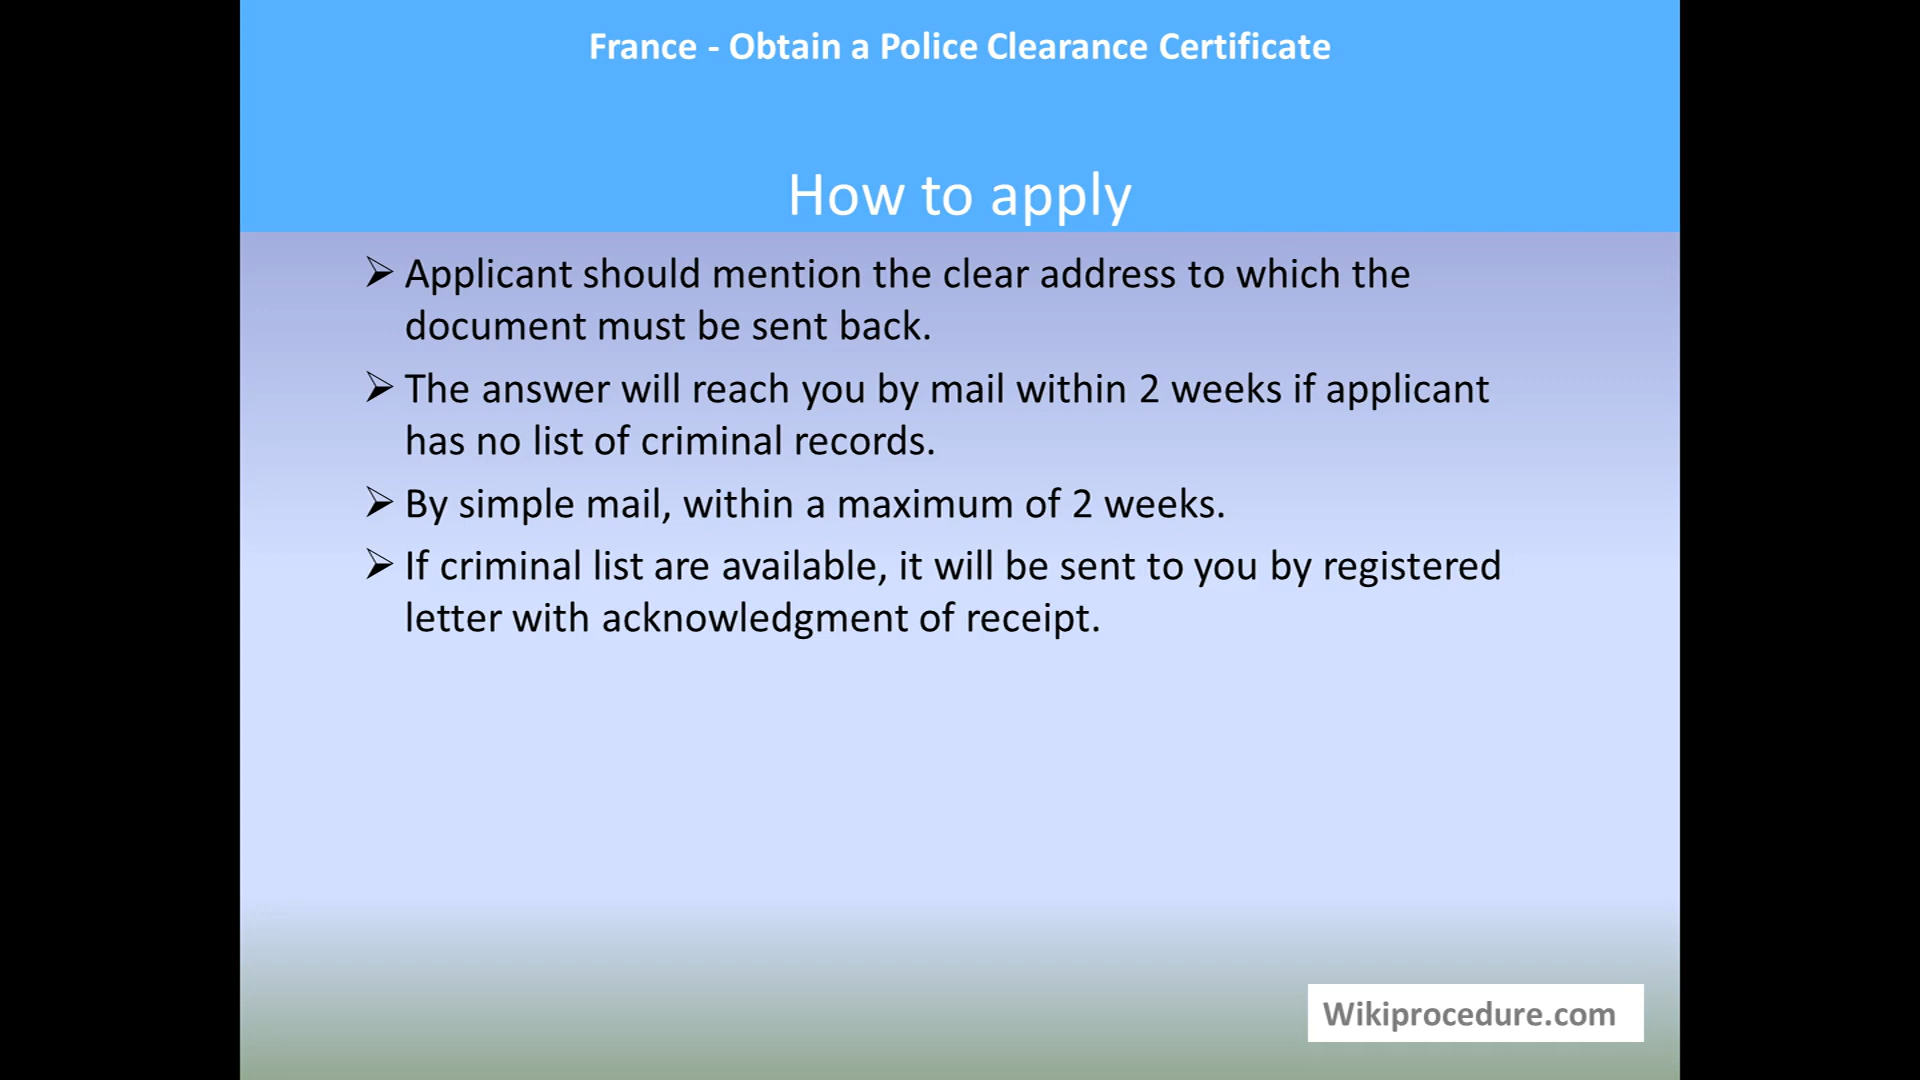 France - Obtain a Police Clearance Certificate
How to apply
➢ Applicant should mention the clear address to which the
document must be sent back.
➢ The answer will reach you by mail within 2 weeks if applicant
has no list of criminal records.
➢ By simple mail, within a maximum of 2 weeks.
➢ If criminal list are available, it will be sent to you by registered
letter with acknowledgment of receipt.
Wikiprocedure.com